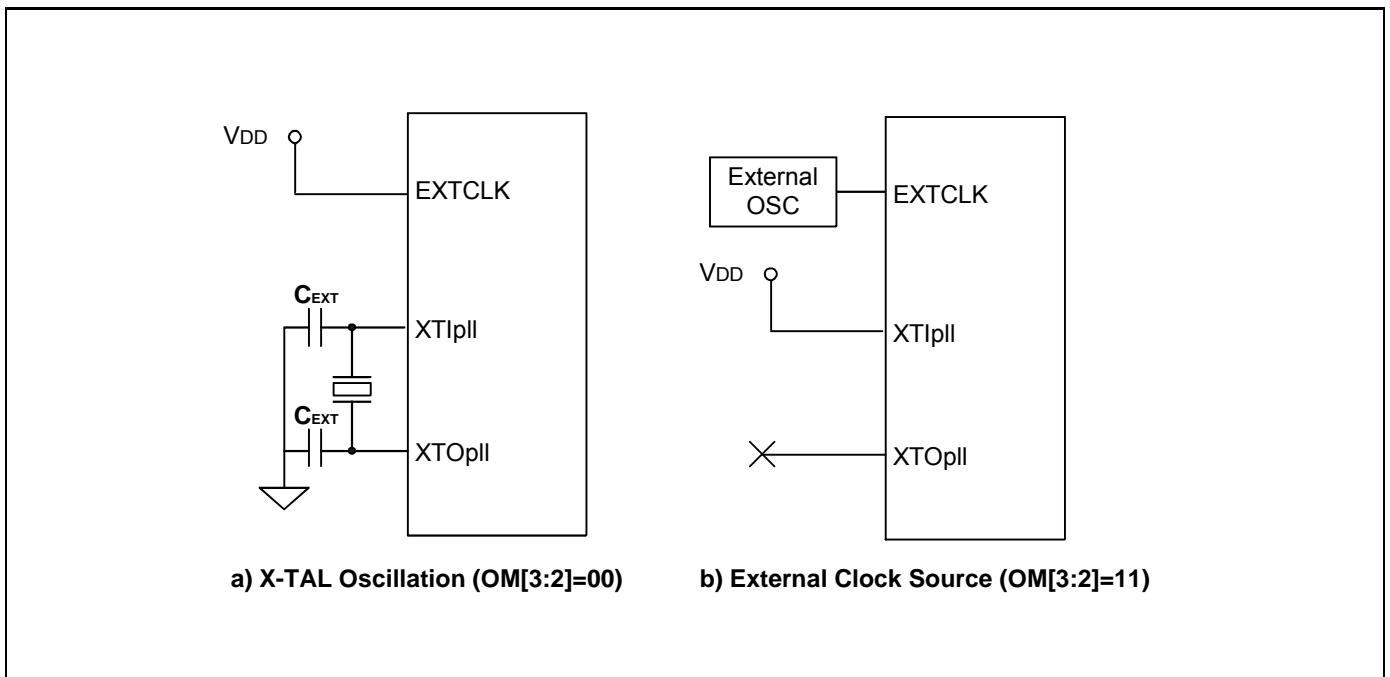 VDD
EXTCLK
CEXT
XTIpll
CEXT
XTOpll
a) X-TAL Oscillation (OM[3:2]=00)
External
OSC
EXTCLK
VDD
XTIpll
XTOpll
b) External Clock Source (OM[3:2]=11)